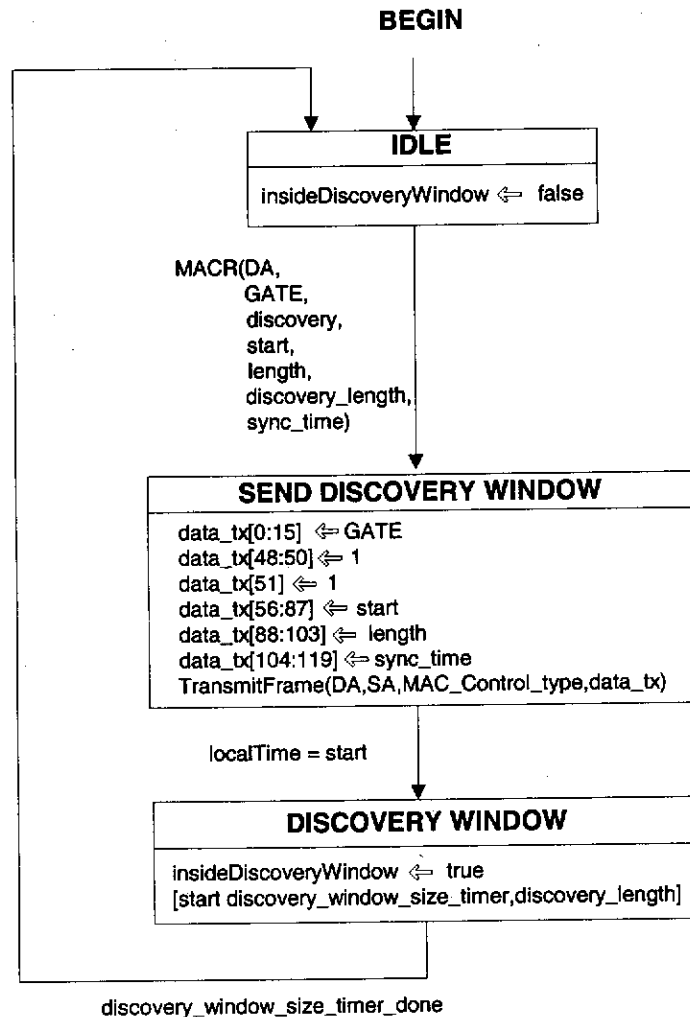 BEGIN
IDLE
insideDiscoveryWindow ⇐ false
MACR(DA,
GATE,
discovery,
start,
length,
discovery_length,
sync_time)
SEND DISCOVERY WINDOW
data_tx[0:15] ⇐ GATE
data_tx[48:50] ⇐ 1
data_tx[51] ⇐ 1
data_tx[56:87] ⇐ start
data_tx[88:103] ⇐ length
data_tx[104:119] ⇐ sync_time
TransmitFrame(DA,SA,MAC_Control_type,data_tx)
localTime = start
DISCOVERY WINDOW
insideDiscoveryWindow ⇐ true
[start discovery_window_size_timer,discovery_length]
discovery_window_size_timer_done